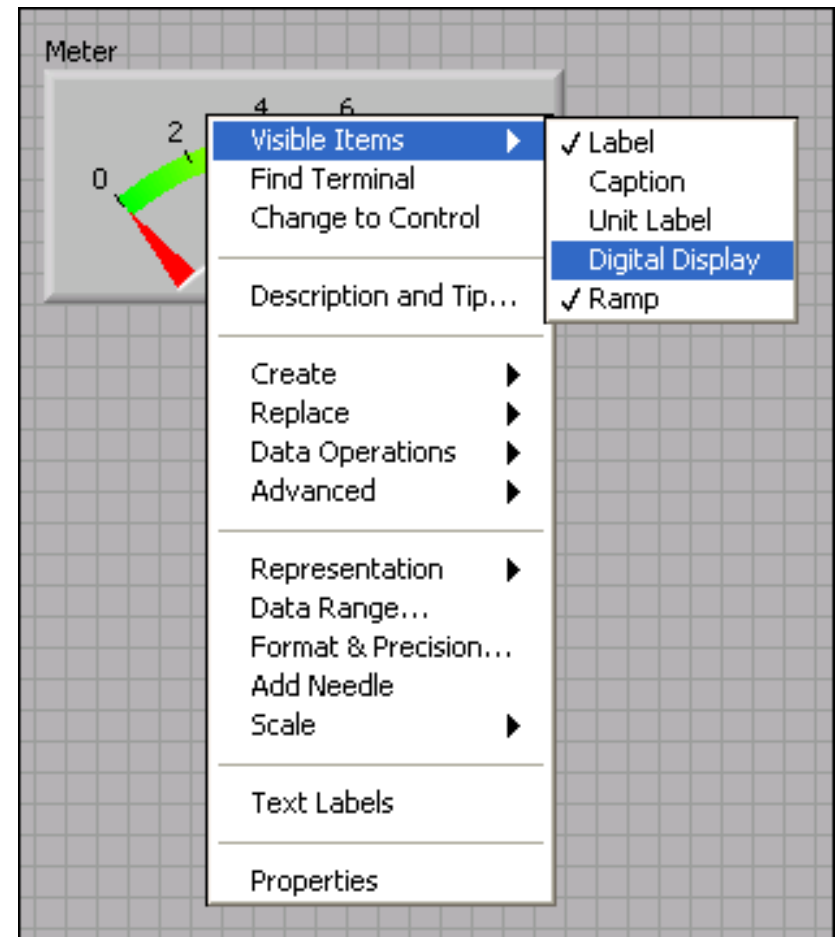 Meter
4 6
2
0
Visible Items
Find Terminal
Change to Control
Description and Tip...
Create
Replace
Data Operations
Advanced
Representation
Data Range...
Format & Precision...
Add Needle
Scale
Text Labels
Properties
✓ Label
Caption
Unit Label
Digital Display
✓ Ramp